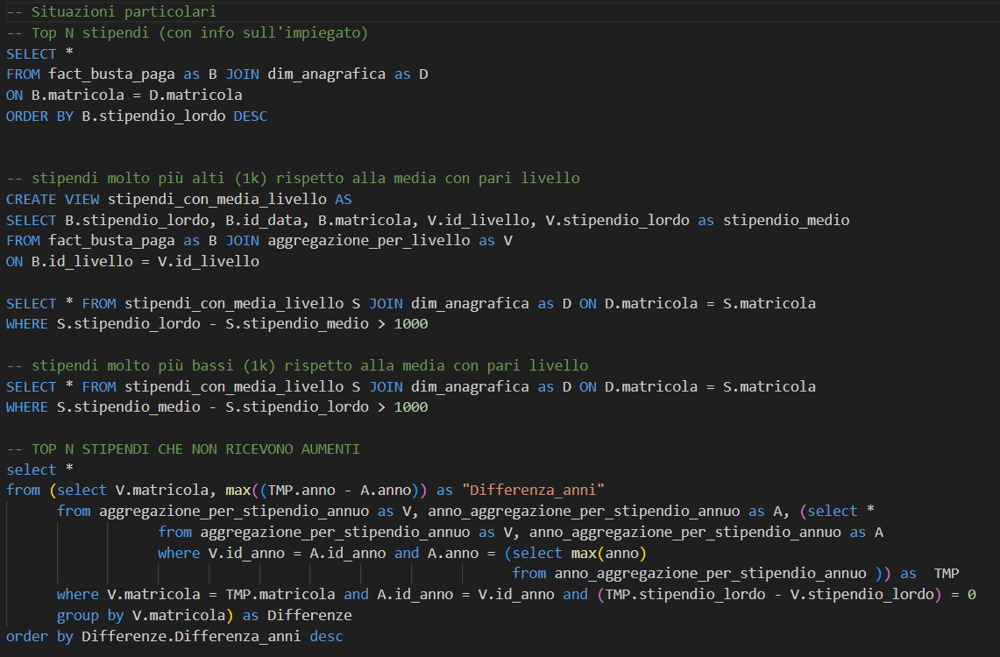 -- Situazioni particolari
-- Top N stipendi (con info sull'impiegato)
SELECT *
FROM fact_busta_paga as B JOIN dim_anagrafica as D
ON B.matricola = D.matricola
ORDER BY B.stipendio_lordo DESC
-- stipendi molto più alti (1k) rispetto alla media con pari livello
CREATE VIEW stipendi_con_media_livello AS
SELECT B.stipendio_lordo, B.id_data, B.matricola, V.id_livello, V.stipendio_lordo as stipendio_medio
FROM fact_busta_paga as B JOIN aggregazione_per_livello as V
ON B.id_livello = V.id_livello
SELECT * FROM stipendi_con_media_livello S JOIN dim_anagrafica as D ON D.matricola = S.matricola
WHERE S.stipendio_lordo - S.stipendio_medio > 1000
-- stipendi molto più bassi (1k) rispetto alla media con pari livello
SELECT * FROM stipendi_con_media_livello S JOIN dim_anagrafica as D ON D.matricola = S.matricola
WHERE S.stipendio_medio - S.stipendio_lordo > 1000
-- TOP N STIPENDI CHE NON RICEVONO AUMENTI
select *
from (select V.matricola, max((TMP.anno - A.anno)) as "Differenza_anni"
from aggregazione_per_stipendio_annuo as V, anno_aggregazione_per_stipendio_annuo as A, (select *
from aggregazione_per_stipendio_annuo as V, anno_aggregazione_per_stipendio_annuo as A
where V.id_anno = A.id_anno and A.anno = (select max(anno)
from anno_aggregazione_per_stipendio_annuo )) as  TMP
where V.matricola = TMP.matricola and A.id_anno = V.id_anno and (TMP.stipendio_lordo - V.stipendio_lordo) = 0
group by V.matricola) as Differenze
order by Differenze.Differenza_anni desc